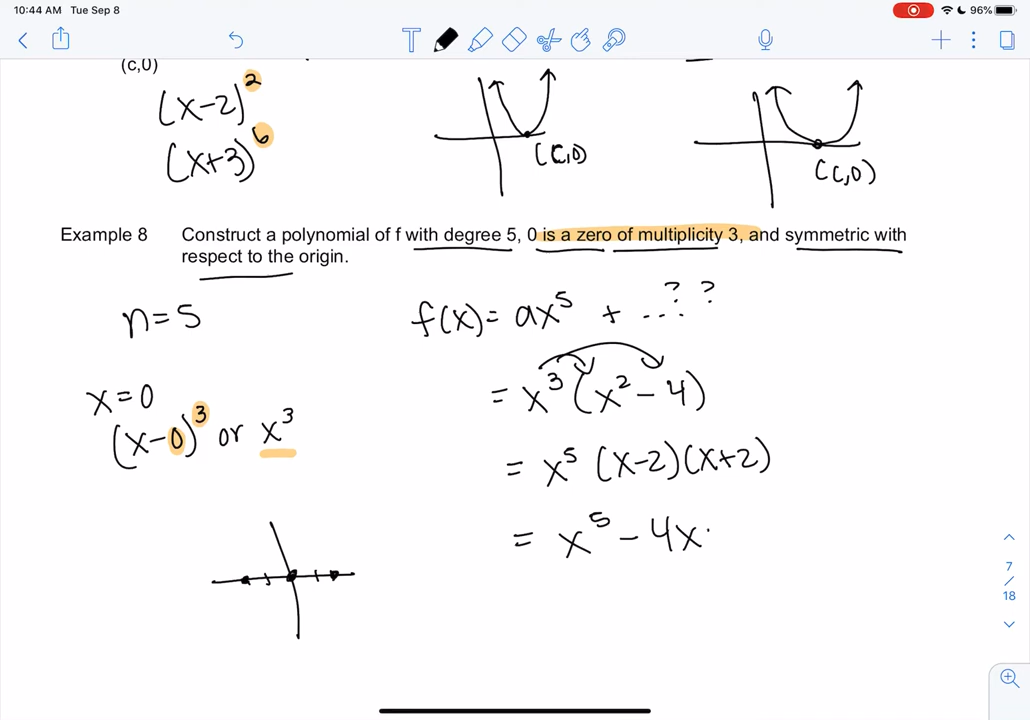 10:44 AM Tue Sep 8 96%
(c,0)
(x-2)²
(x+3)⁶
(c,0)
(c,0)
Example 8 Construct a polynomial of f with degree 5, 0 is a zero of multiplicity 3, and symmetric with
respect to the origin.
n=5
f(x)= ax⁵ + ...??
= x³(x²-4)
x=0
(x-0)³ or x³
= x⁵ (x-2)(x+2)
= x⁵ - 4x
7
/
18